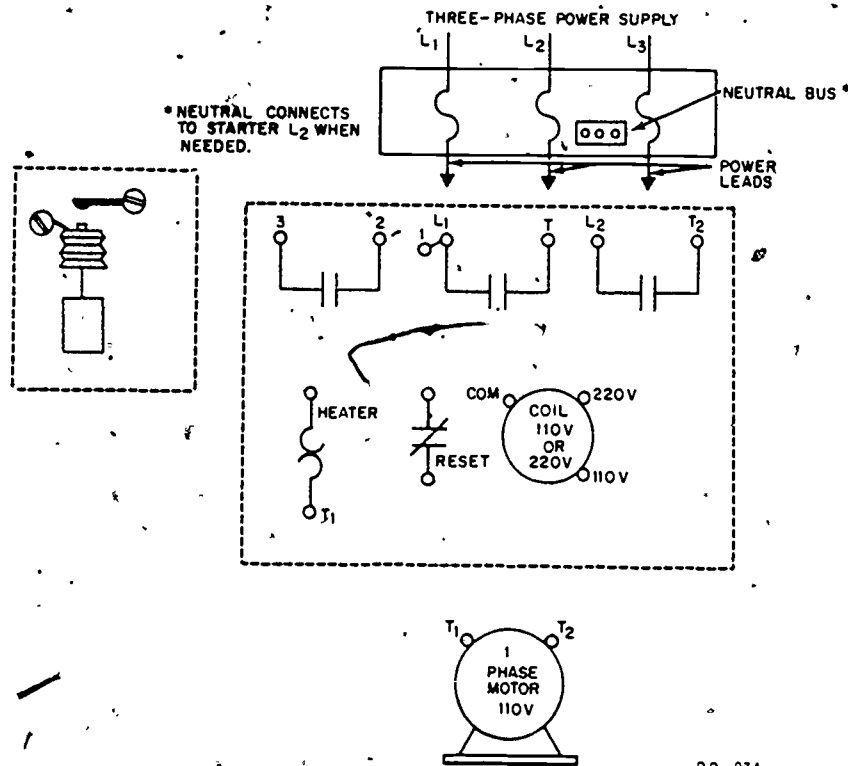 THREE-PHASE POWER SUPPLY
L1 L2 L3
* NEUTRAL CONNECTS
TO STARTER L2 WHEN
NEEDED.
NEUTRAL BUS *
POWER
LEADS
3 2 1 L1 T L2 T2
HEATER
T1
RESET
COM
220V
COIL
110V
OR
220V
110V
T1 T2
1
PHASE
MOTOR
110V